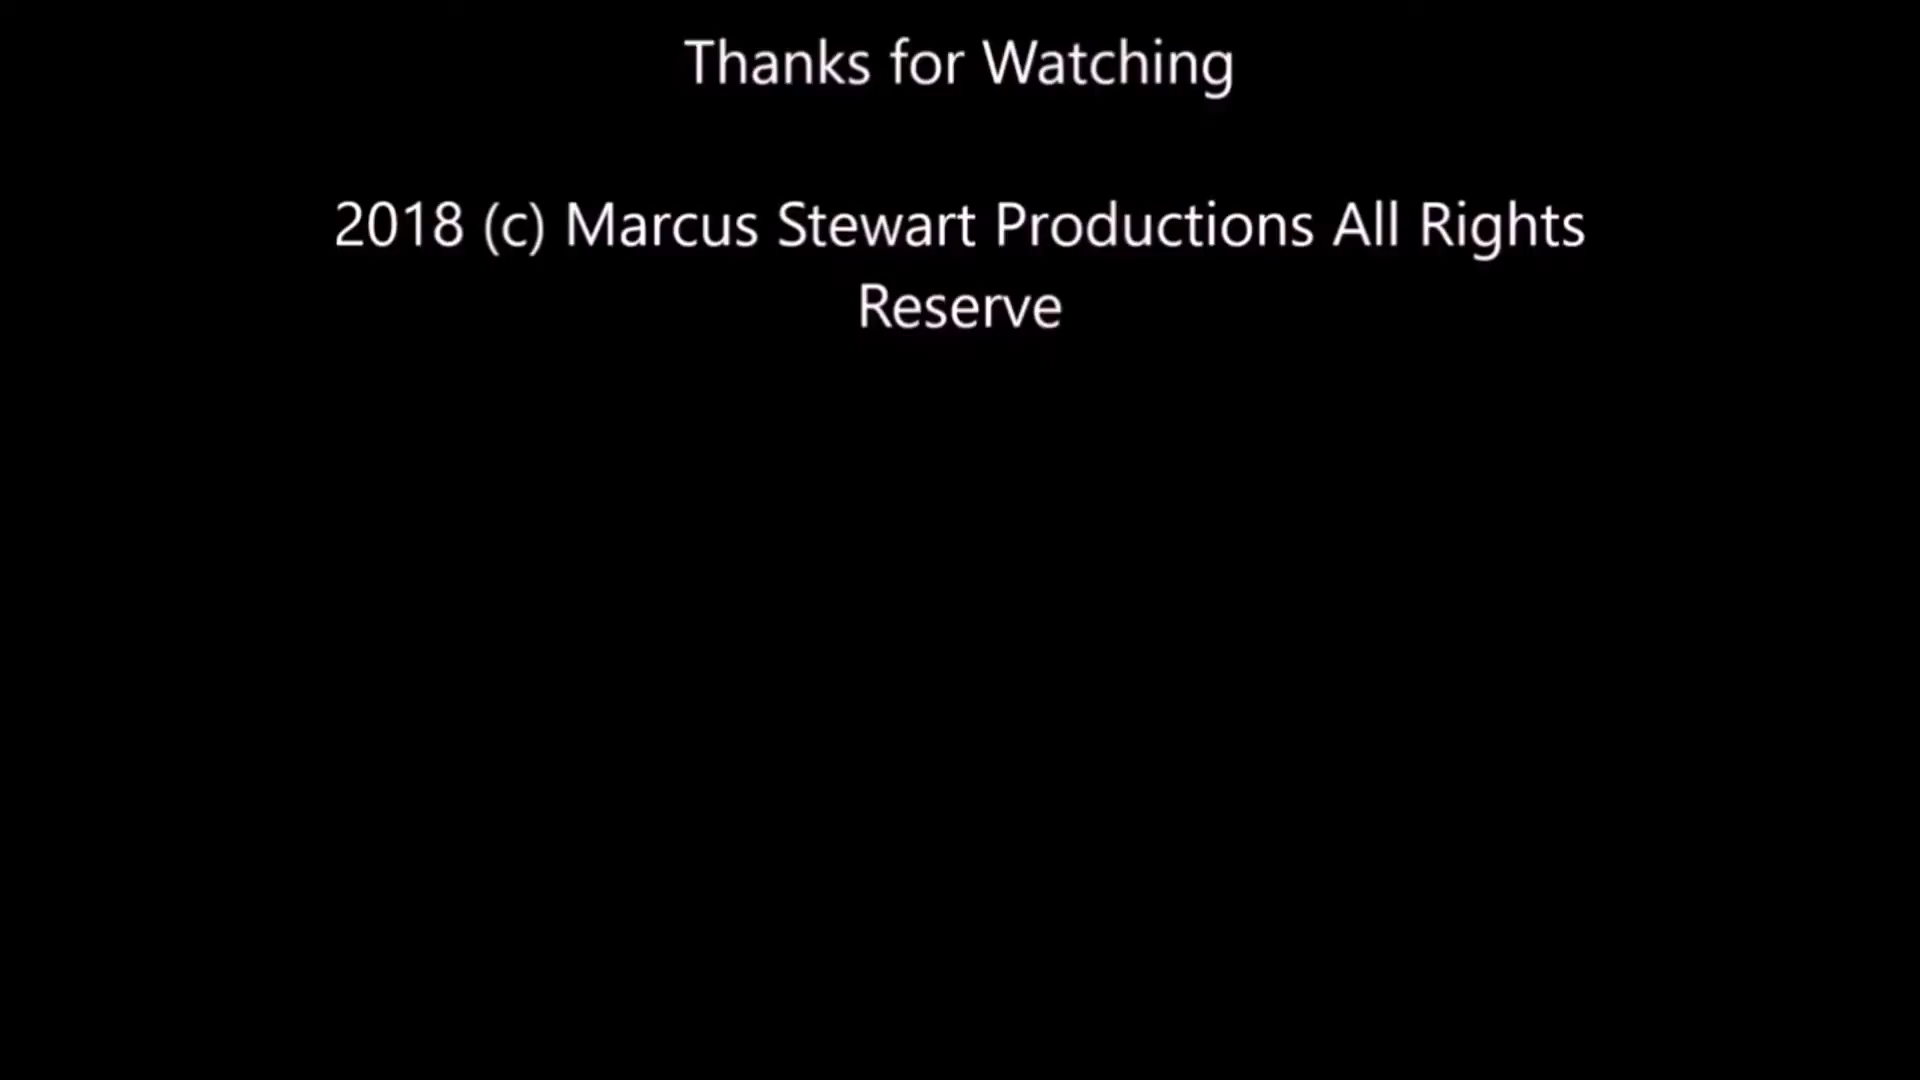 Thanks for Watching
2018 (c) Marcus Stewart Productions All Rights
Reserve